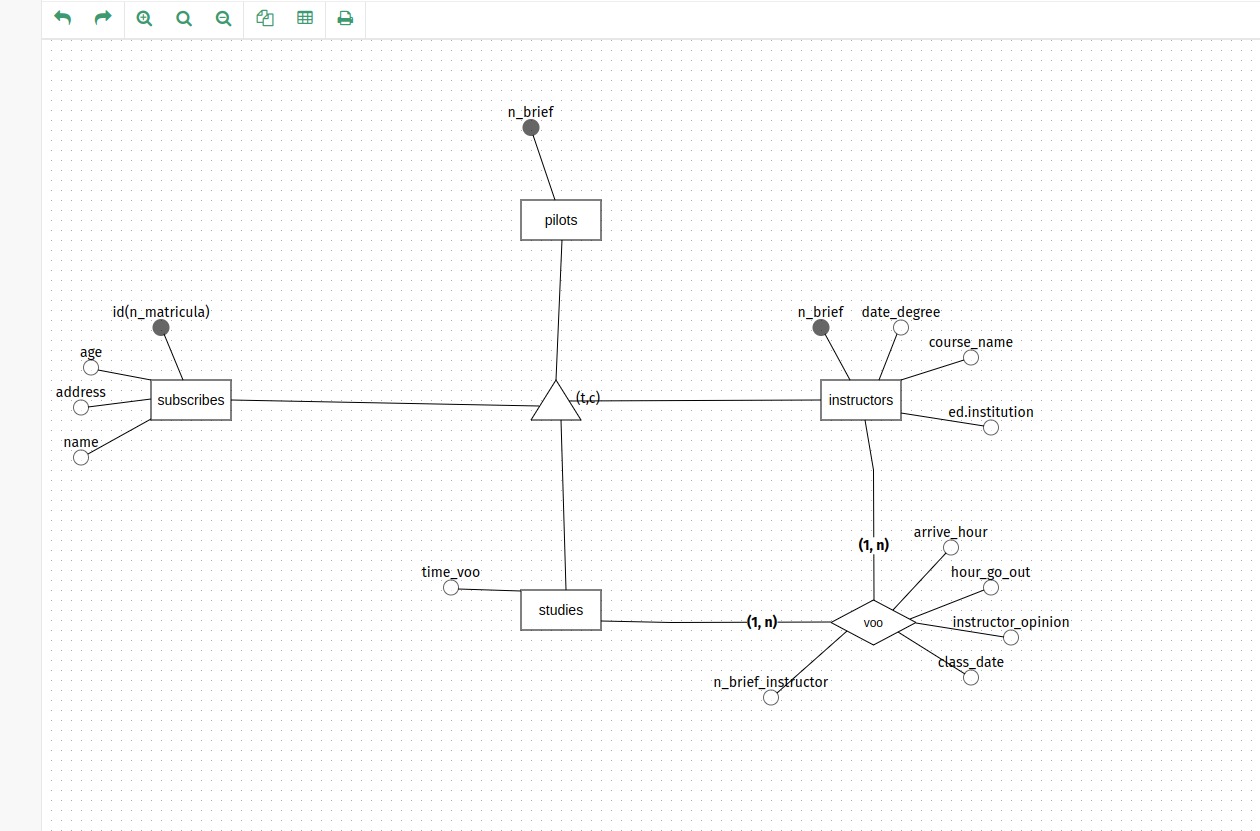 n_brief
pilots
id(n_matricula)
n_brief
date_degree
age
course_name
address
subscribes
(t,c)
instructors
ed.institution
name
arrive_hour
(1, n)
time_voo
hour_go_out
studies
(1, n)
voo
instructor_opinion
class_date
n_brief_instructor